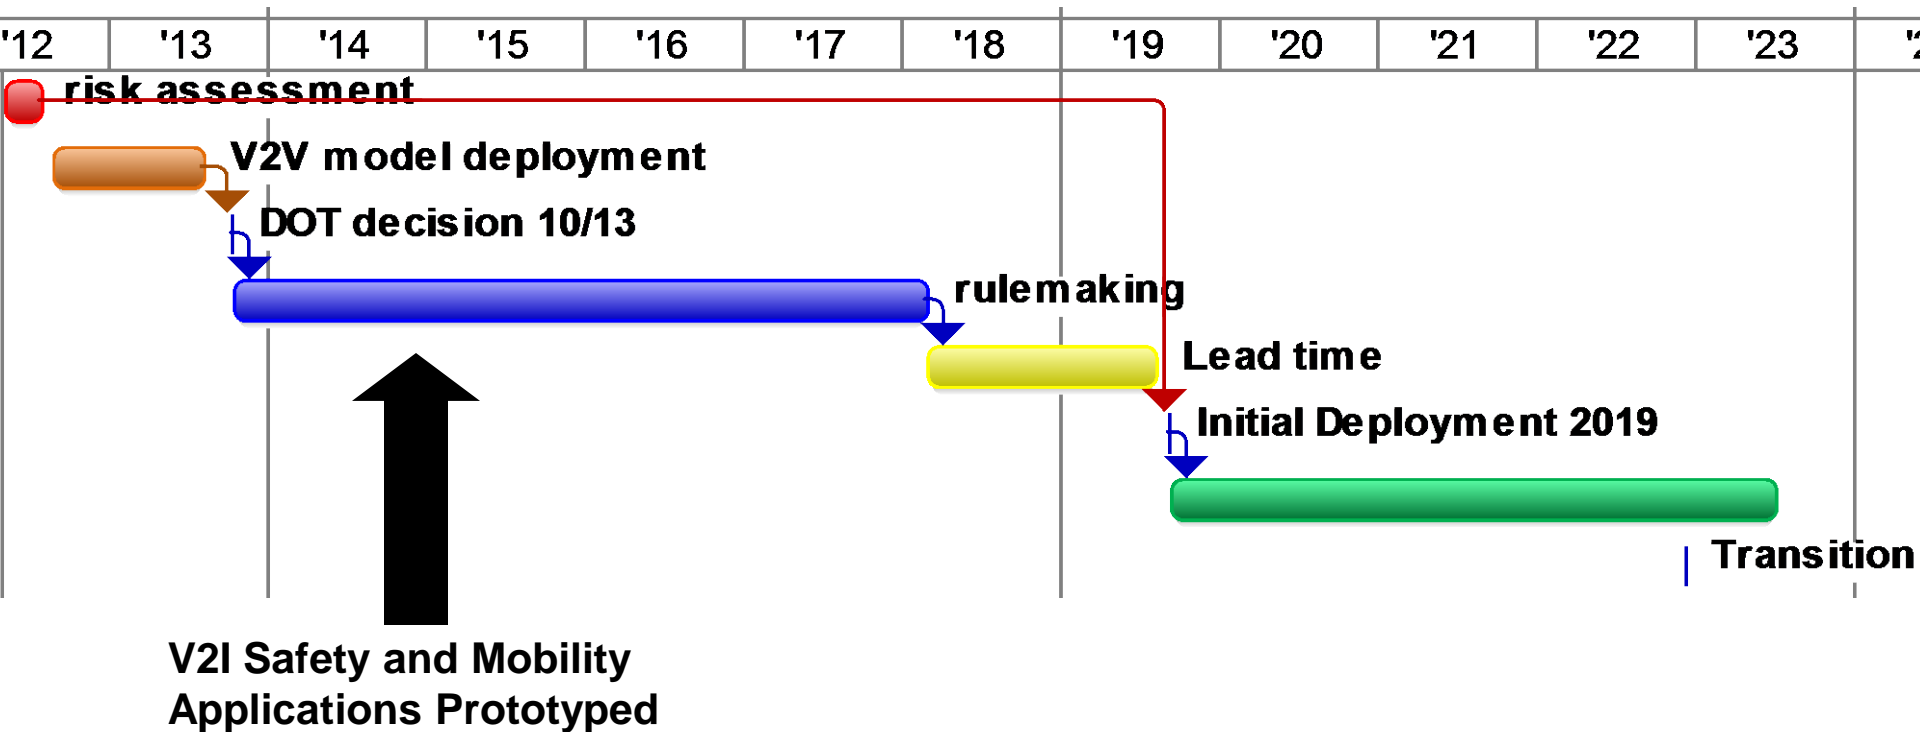 '12 '13 '14 '15 '16 '17 '18 '19 '20 '21 '22 '23
risk assessment
V2V model deployment
DOT decision 10/13
rulemaking
Lead time
Initial Deployment 2019
Transition
V2I Safety and Mobility
Applications Prototyped